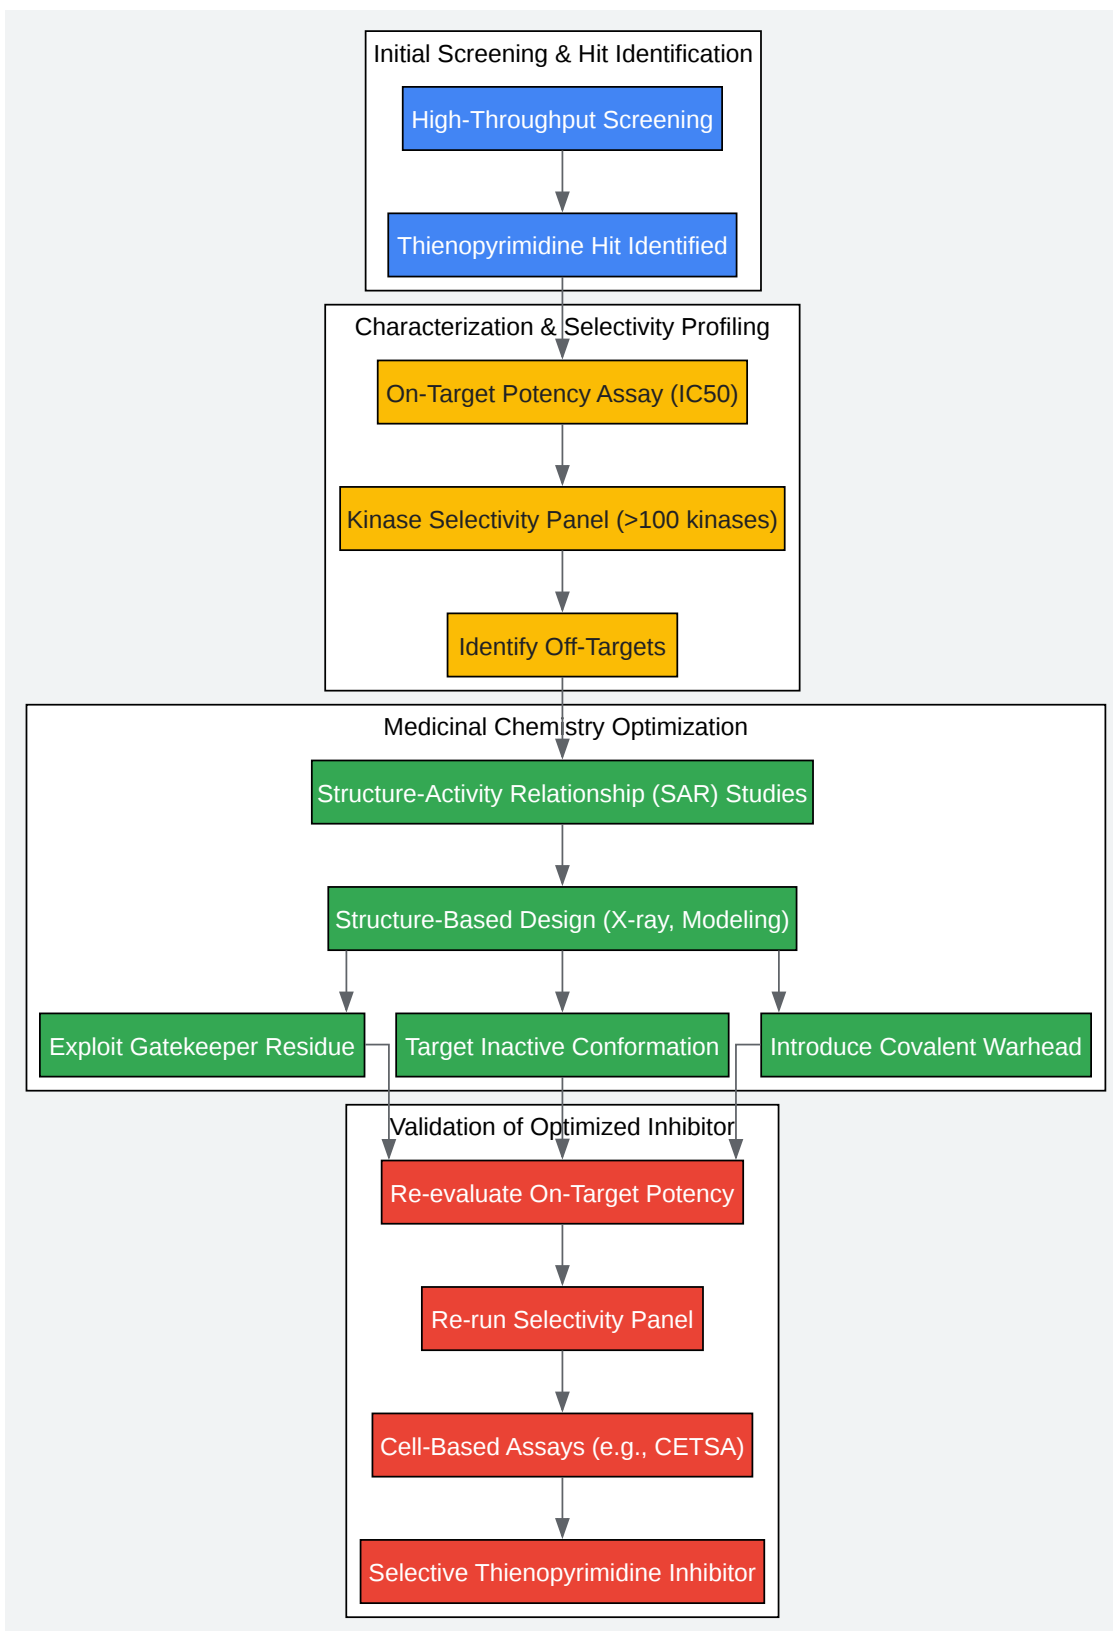 Initial Screening & Hit Identification
High-Throughput Screening
Thienopyrimidine Hit Identified
Characterization & Selectivity Profiling
On-Target Potency Assay (IC50)
Kinase Selectivity Panel (>100 kinases)
Identify Off-Targets
Medicinal Chemistry Optimization
Structure-Activity Relationship (SAR) Studies
Structure-Based Design (X-ray, Modeling)
Exploit Gatekeeper Residue
Target Inactive Conformation
Introduce Covalent Warhead
Validation of Optimized Inhibitor
Re-evaluate On-Target Potency
Re-run Selectivity Panel
Cell-Based Assays (e.g., CETSA)
Selective Thienopyrimidine Inhibitor